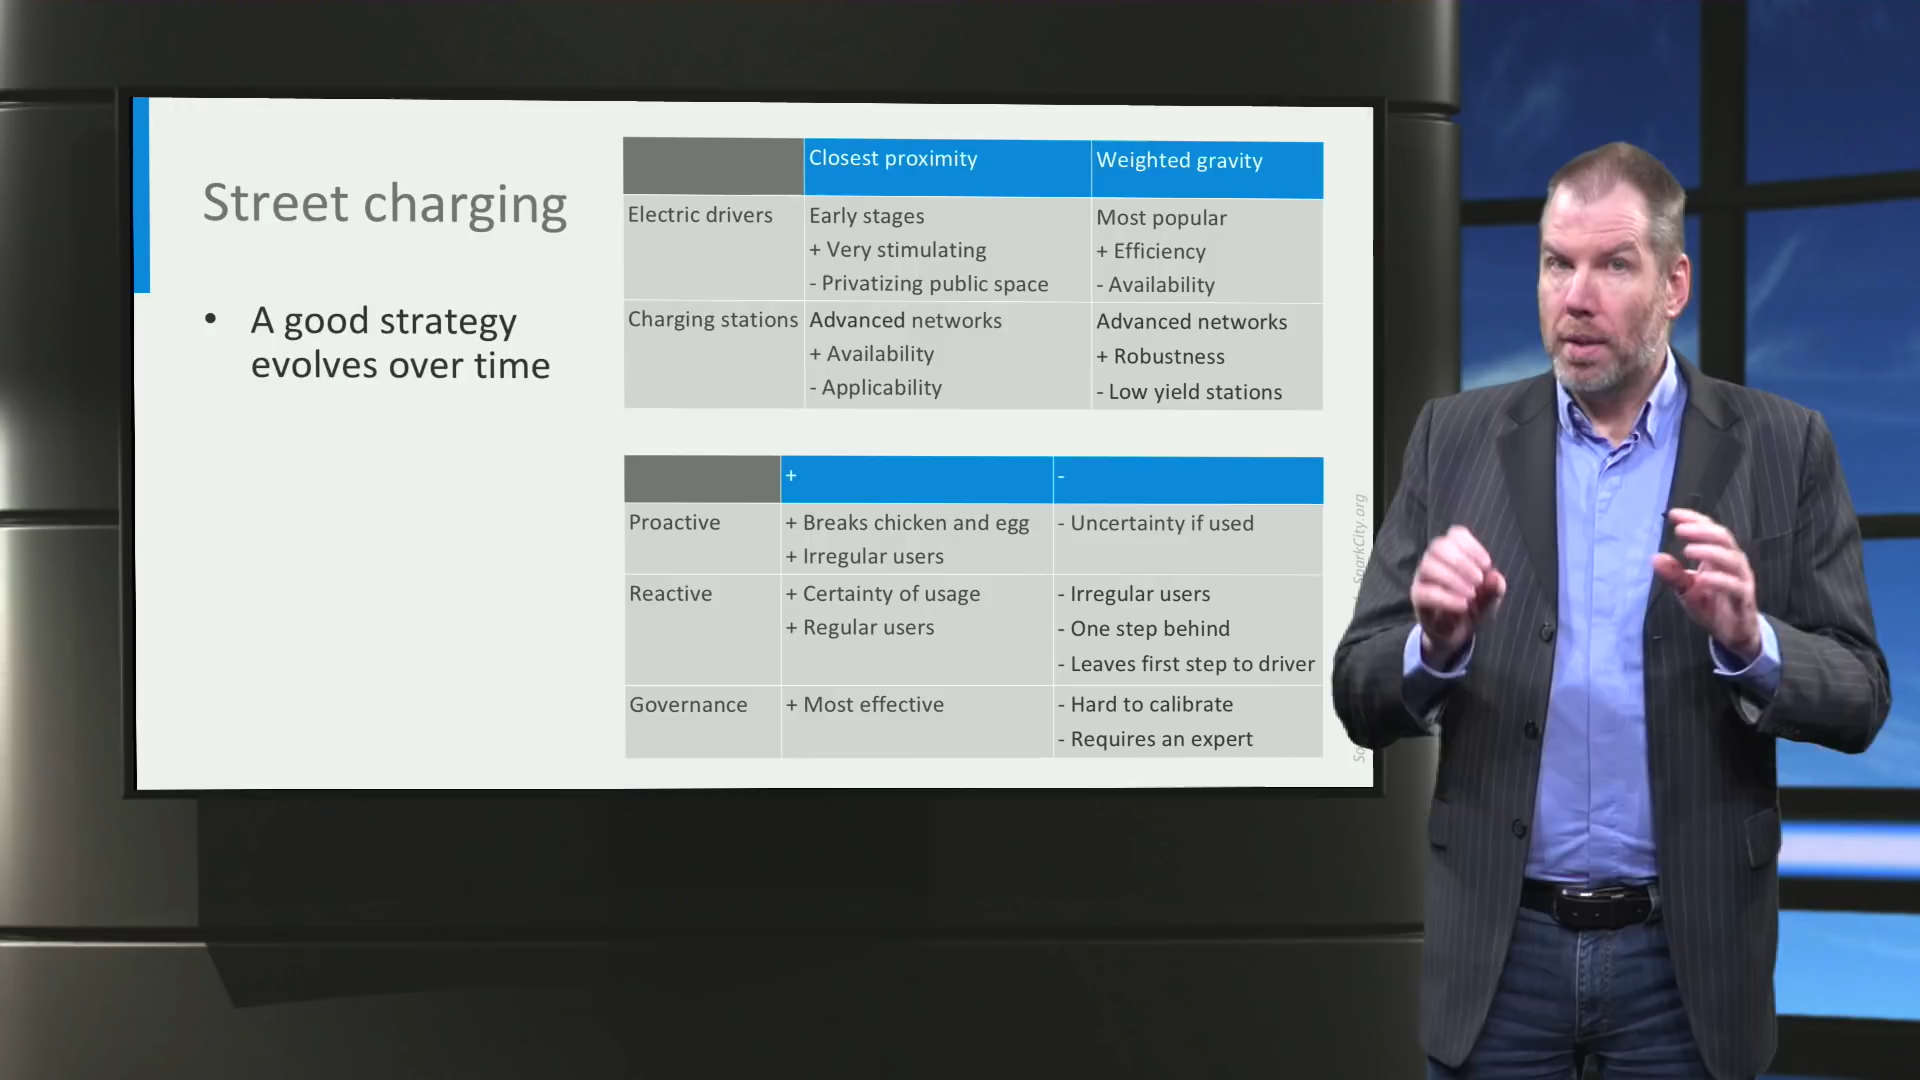 Street charging
• A good strategy
evolves over time
Closest proximity
Weighted gravity
Electric drivers
Early stages
+ Very stimulating
- Privatizing public space
Most popular
+ Efficiency
- Availability
Charging stations
Advanced networks
+ Availability
- Applicability
Advanced networks
+ Robustness
- Low yield stations
+
-
Proactive
+ Breaks chicken and egg
+ Irregular users
- Uncertainty if used
Reactive
+ Certainty of usage
+ Regular users
- Irregular users
- One step behind
- Leaves first step to driver
Governance
+ Most effective
- Hard to calibrate
- Requires an expert
SparkCity.org